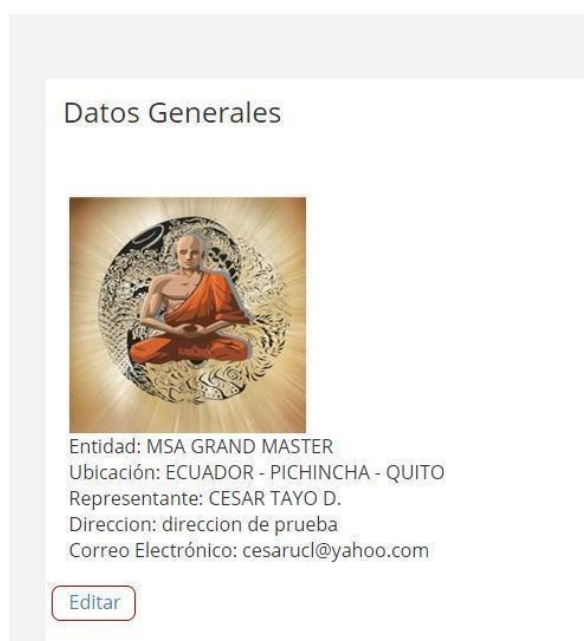 Datos Generales
Entidad: MSA GRAND MASTER
Ubicación: ECUADOR - PICHINCHA - QUITO
Representante: CESAR TAYO D.
Direccion: direccion de prueba
Correo Electrónico: cesarucl@yahoo.com
Editar